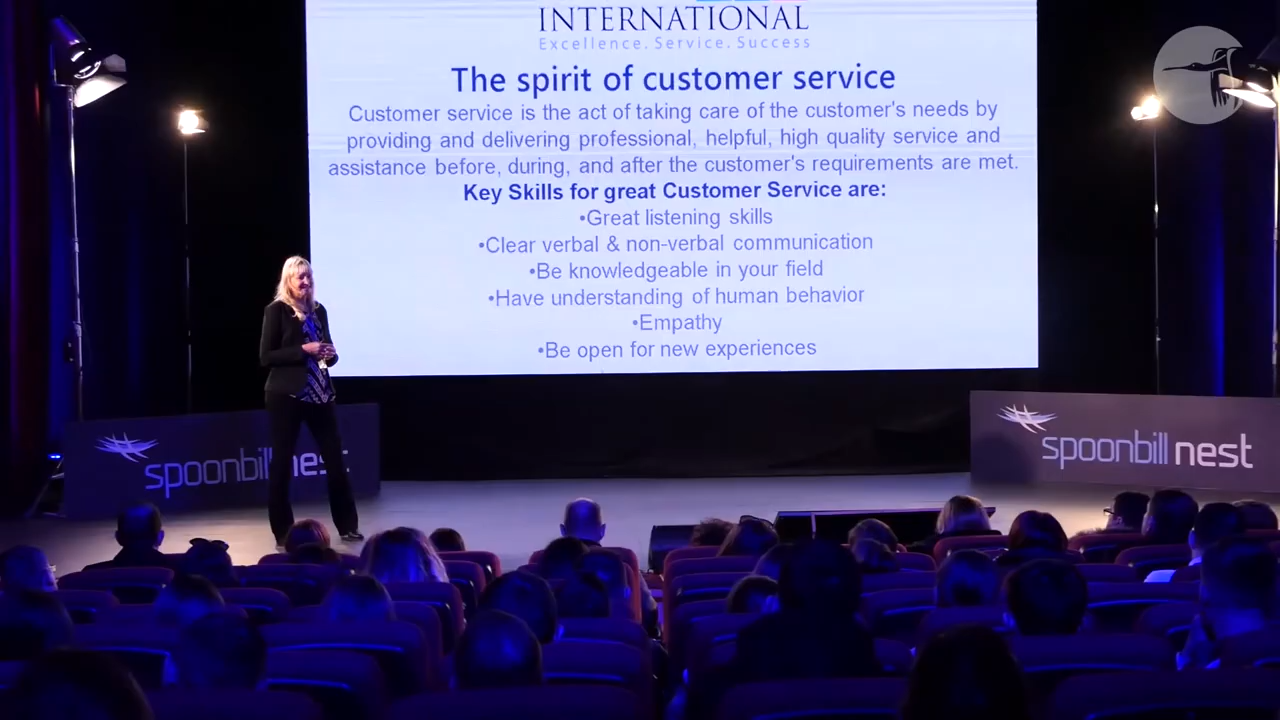 INTERNATIONAL
Excellence. Service. Success
The spirit of customer service
Customer service is the act of taking care of the customer's needs by
providing and delivering professional, helpful, high quality service and
assistance before, during, and after the customer's requirements are met.
Key Skills for great Customer Service are:
•Great listening skills
•Clear verbal & non-verbal communication
•Be knowledgeable in your field
•Have understanding of human behavior
•Empathy
•Be open for new experiences
spoonbill nest
spoonbill nest